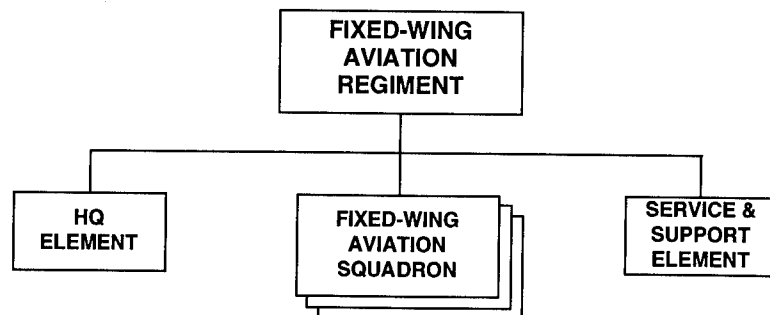 FIXED-WING
AVIATION
REGIMENT
HQ
ELEMENT
FIXED-WING
AVIATION
SQUADRON
SERVICE &
SUPPORT
ELEMENT